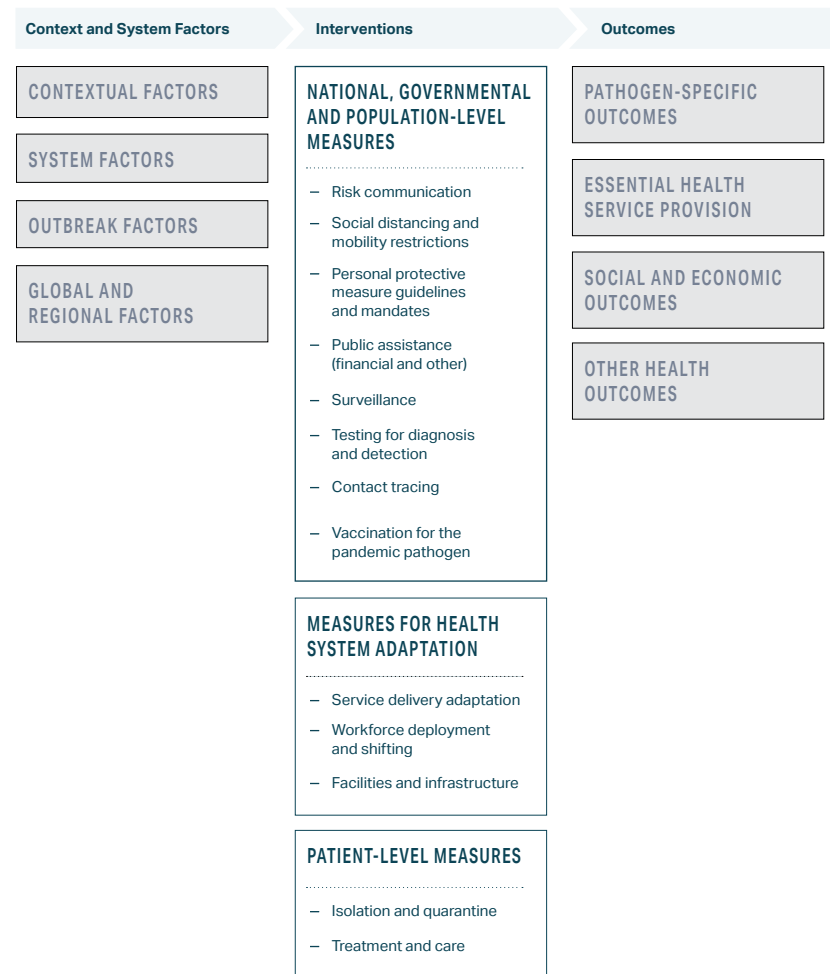 Context and System Factors
Interventions
Outcomes
CONTEXTUAL FACTORS
SYSTEM FACTORS
OUTBREAK FACTORS
GLOBAL AND
REGIONAL FACTORS
NATIONAL, GOVERNMENTAL
AND POPULATION-LEVEL
MEASURES
– Risk communication
– Social distancing and
mobility restrictions
– Personal protective
measure guidelines
and mandates
– Public assistance
(financial and other)
– Surveillance
– Testing for diagnosis
and detection
– Contact tracing
– Vaccination for the
pandemic pathogen
MEASURES FOR HEALTH
SYSTEM ADAPTATION
– Service delivery adaptation
– Workforce deployment
and shifting
– Facilities and infrastructure
PATIENT-LEVEL MEASURES
– Isolation and quarantine
– Treatment and care
PATHOGEN-SPECIFIC
OUTCOMES
ESSENTIAL HEALTH
SERVICE PROVISION
SOCIAL AND ECONOMIC
OUTCOMES
OTHER HEALTH
OUTCOMES